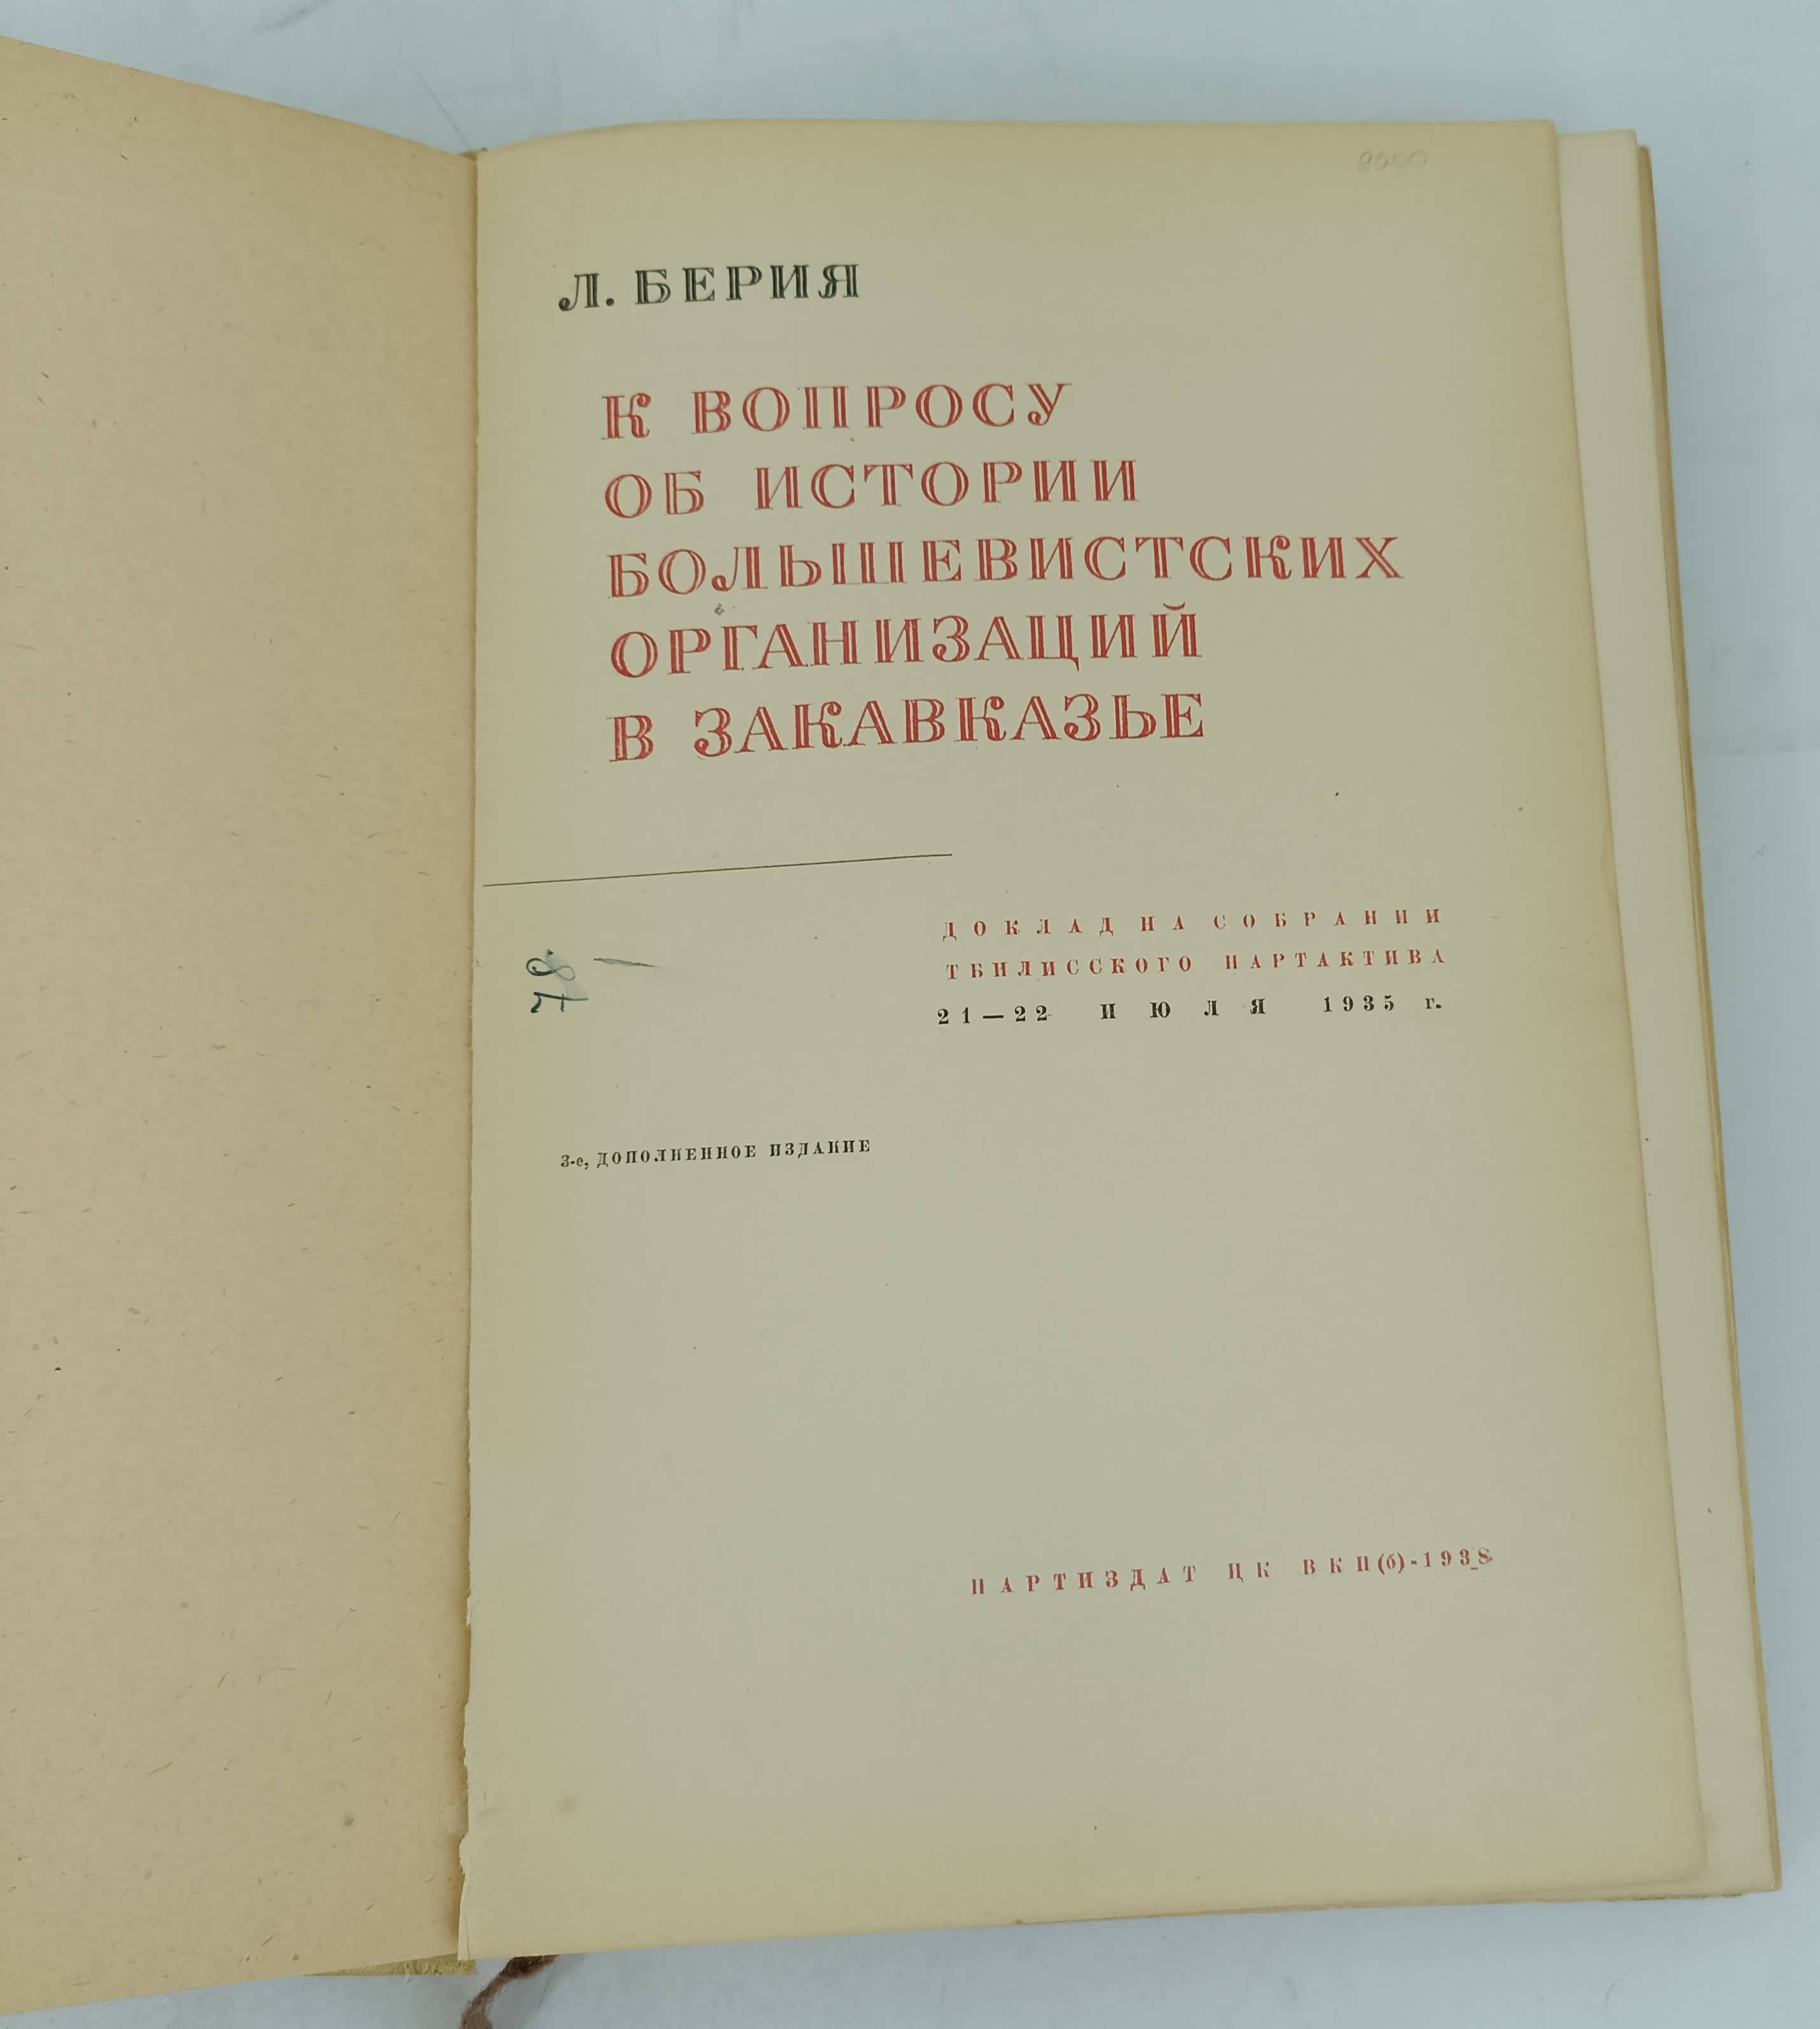 Л. БЕРИЯ
К ВОПРОСУ
ОБ ИСТОРИИ
БОЛЬШЕВИСТСКИХ
ОРГАНИЗАЦИЙ
В ЗАКАВКАЗЬЕ
ДОКЛАД НА СОБРАНИИ
ТБИЛИССКОГО ПАРТАКТИВА
21—22 ИЮЛЯ 1935 г.
3-е, ДОПОЛНЕННОЕ ИЗДАНИЕ
ПАРТИЗДАТ ЦК ВКП(б)-1938